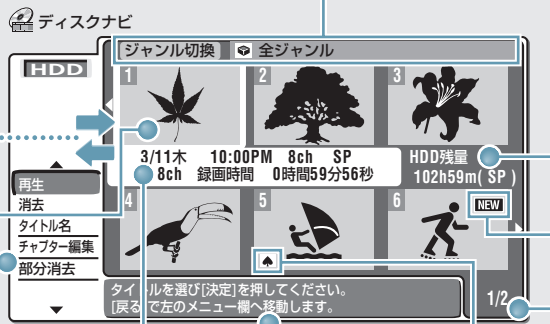 ディスクナビ
HDD
ジャンル切換 全ジャンル
1 2 3
3/11木 10:00PM 8ch SP
8ch 録画時間 0時間59分56秒
HDD残量
102h59m( SP )
再生
消去
タイトル名
チャプター編集
部分消去
4 5 6
NEW
タイトルを選び[決定]を押してください。
[戻る]で左のメニュー欄へ移動します。
1/2